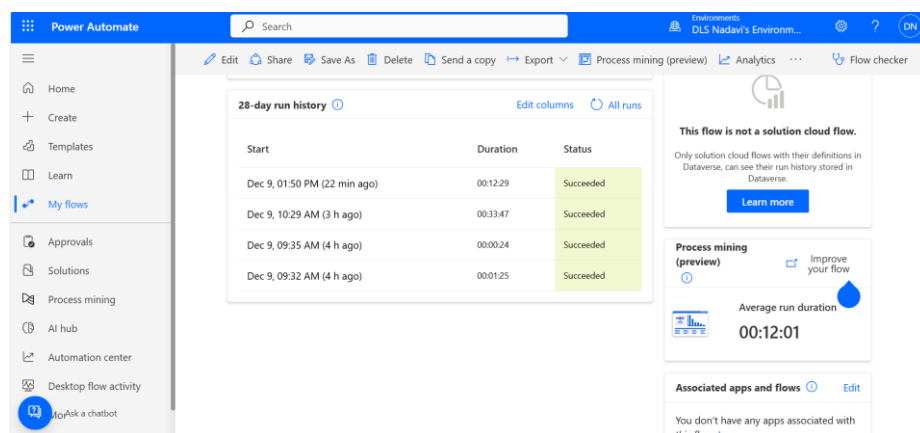 Power Automate
Search
Environments
DLS Nadavi's Environm...
DN
Edit
Share
Save As
Delete
Send a copy
Export
Process mining (preview)
Analytics
...
Flow checker
Home
Create
Templates
Learn
My flows
Approvals
Solutions
Process mining
AI hub
Automation center
Desktop flow activity
Ask a chatbot
28-day run history
Edit columns
All runs
Start Duration Status
Dec 9, 01:50 PM (22 min ago) 00:12:29 Succeeded
Dec 9, 10:29 AM (3 h ago) 00:33:47 Succeeded
Dec 9, 09:35 AM (4 h ago) 00:00:24 Succeeded
Dec 9, 09:32 AM (4 h ago) 00:01:25 Succeeded
This flow is not a solution cloud flow.
Only solution cloud flows with their definitions in
Dataverse, can see their run history stored in
Dataverse.
Learn more
Process mining
(preview)
Improve
your flow
Average run duration
00:12:01
Associated apps and flows
Edit
You don't have any apps associated with